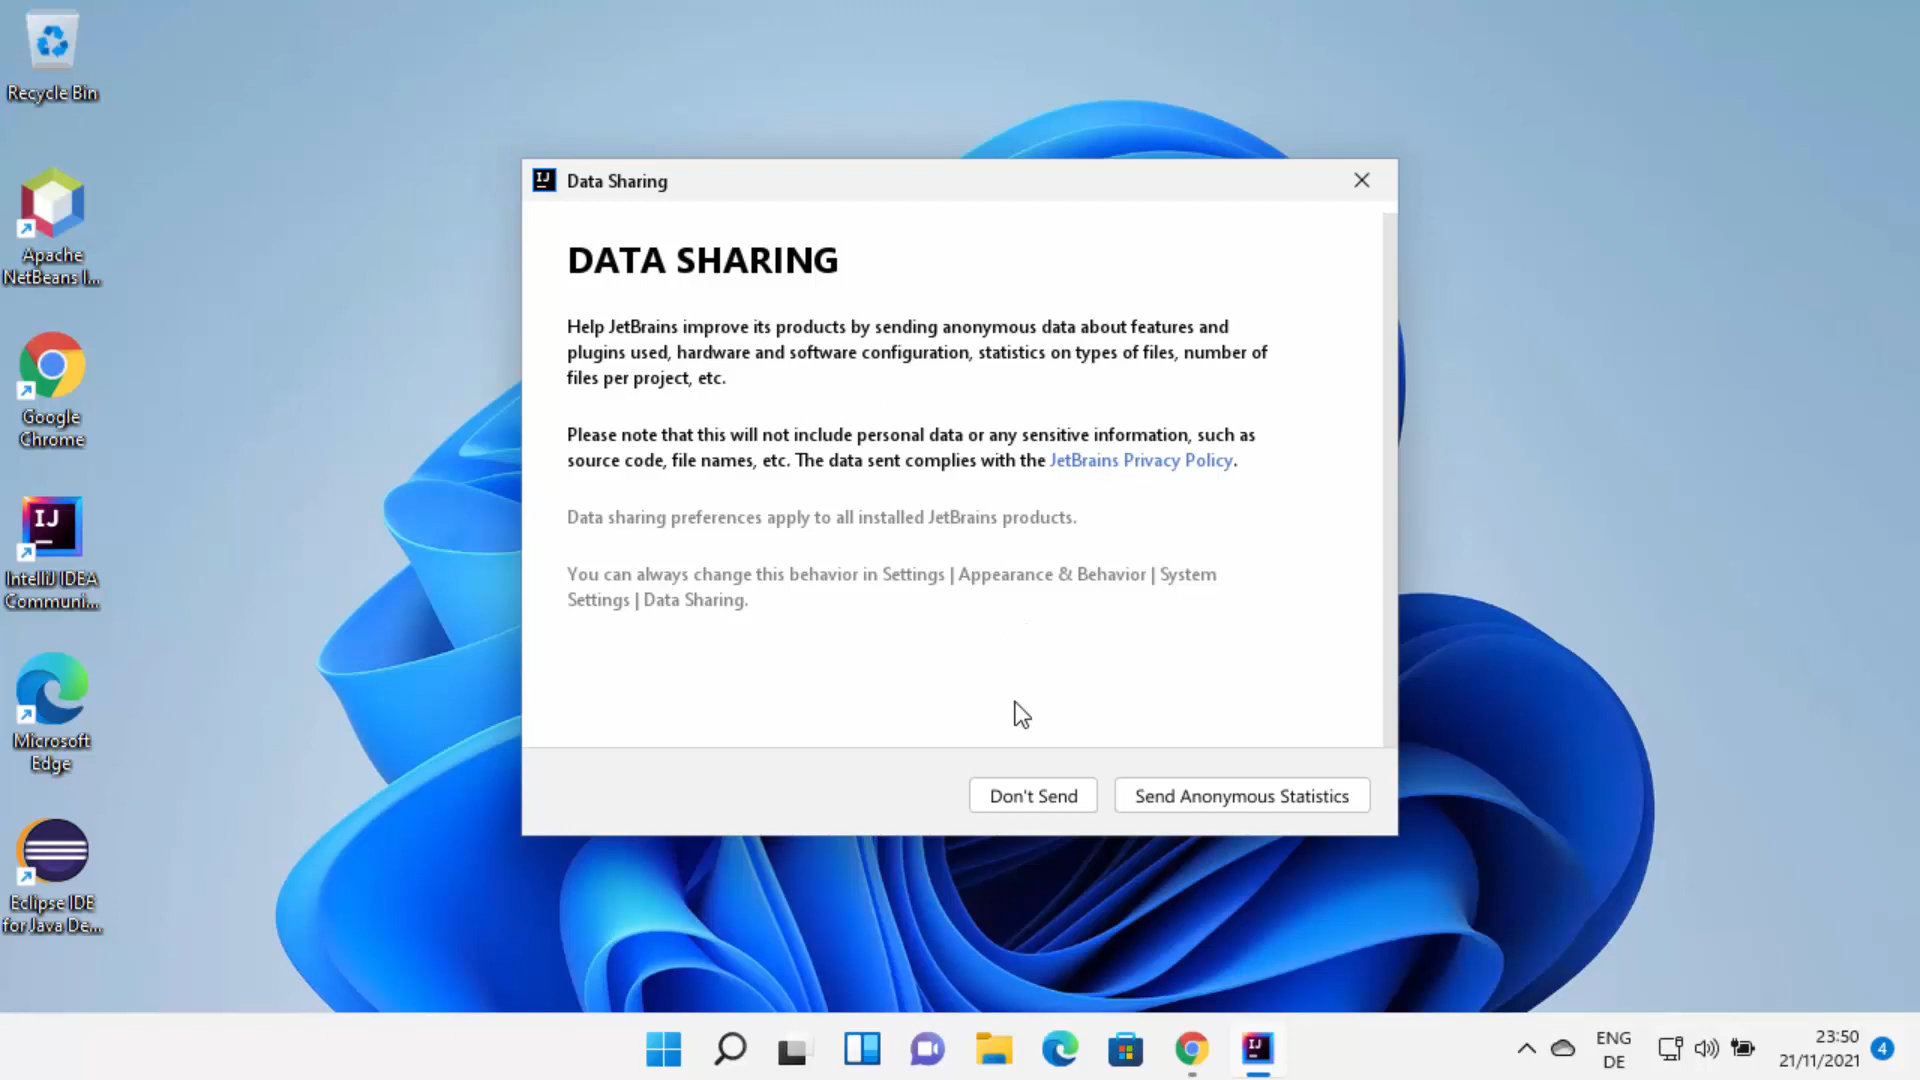 Recycle Bin
Apache
NetBeans I...
Google
Chrome
IJ
IntelliJ IDEA
Communi...
Microsoft
Edge
Eclipse IDE
for Java De...
IJ
Data Sharing
DATA SHARING
Help JetBrains improve its products by sending anonymous data about features and
plugins used, hardware and software configuration, statistics on types of files, number of
files per project, etc.
Please note that this will not include personal data or any sensitive information, such as
source code, file names, etc. The data sent complies with the JetBrains Privacy Policy.
Data sharing preferences apply to all installed JetBrains products.
You can always change this behavior in Settings | Appearance & Behavior | System
Settings | Data Sharing.
Don't Send
Send Anonymous Statistics
IJ
ENG
DE
23:50
21/11/2021
4